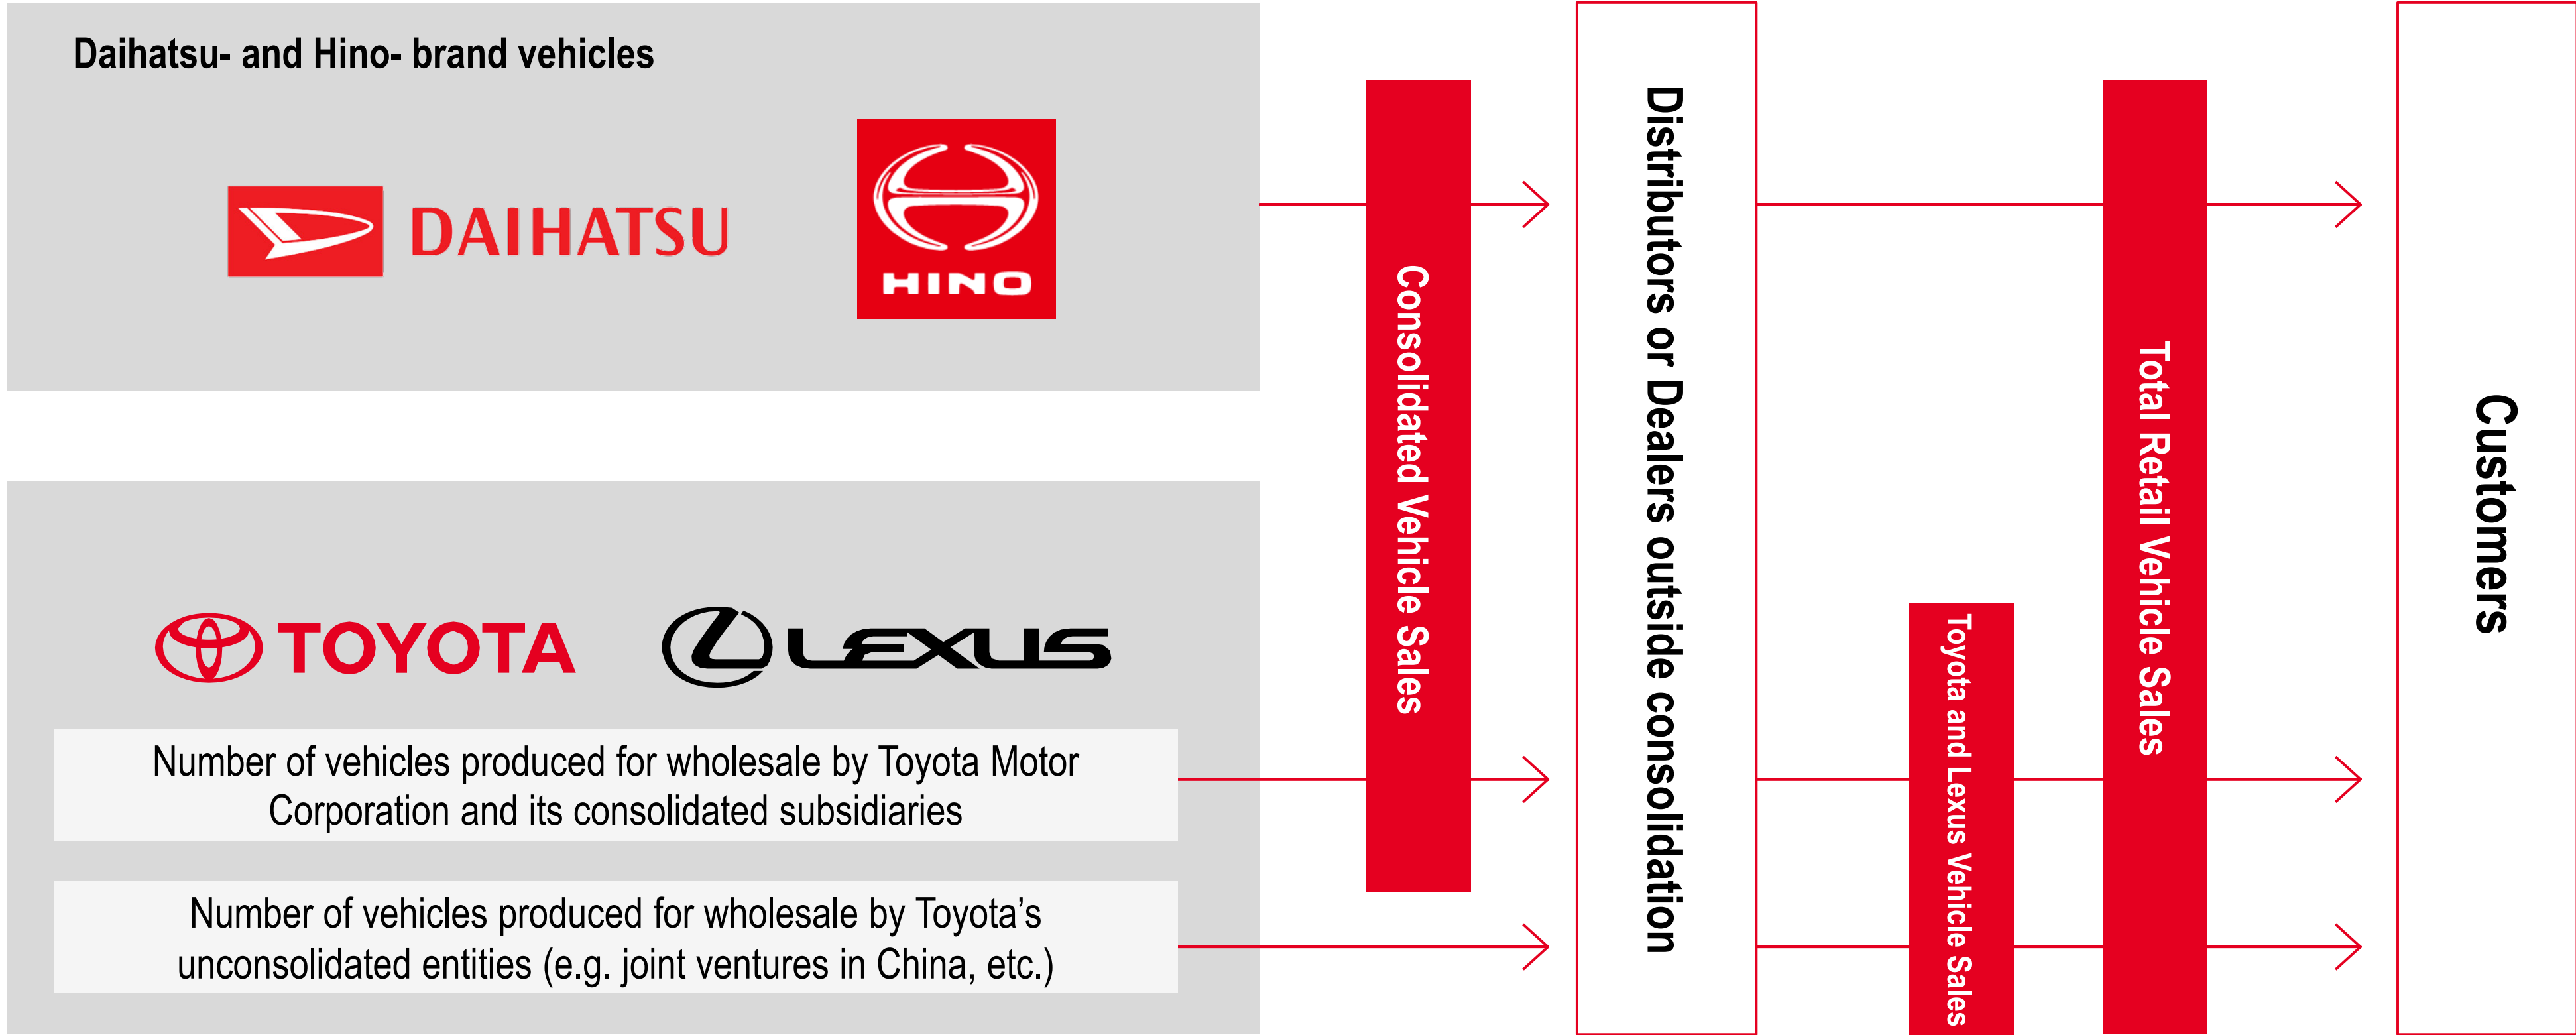 Daihatsu- and Hino- brand vehicles
DAIHATSU
HINO
TOYOTA
LEXUS
Number of vehicles produced for wholesale by Toyota Motor
Corporation and its consolidated subsidiaries
Number of vehicles produced for wholesale by Toyota’s
unconsolidated entities (e.g. joint ventures in China, etc.)
Consolidated Vehicle Sales
Distributors or Dealers outside consolidation
Toyota and Lexus Vehicle Sales
Total Retail Vehicle Sales
Customers